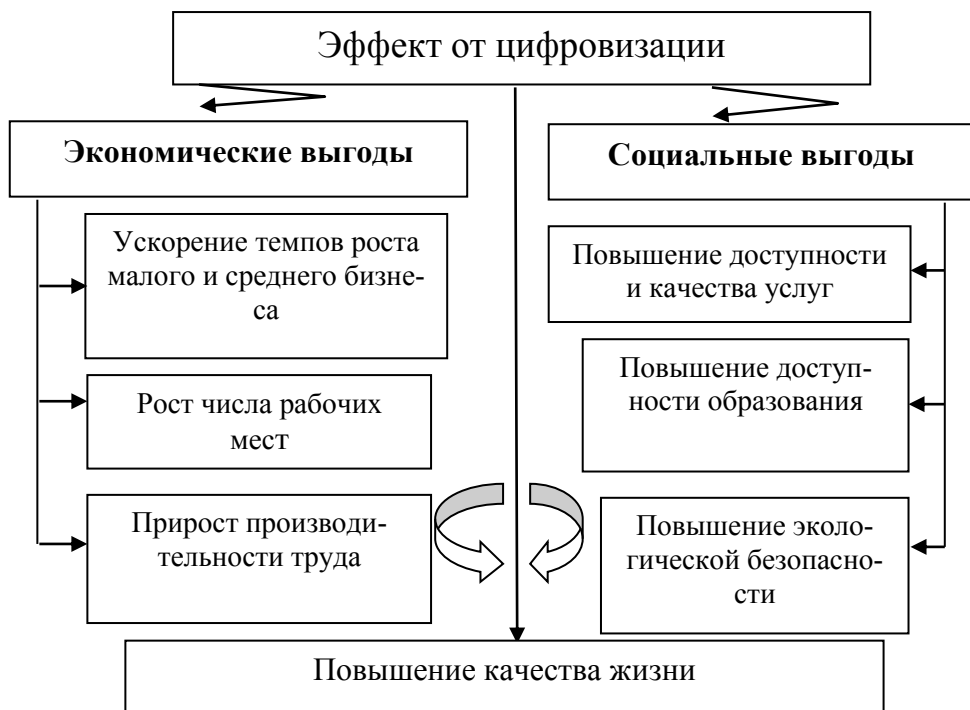 Эффект от цифровизации
Экономические выгоды
Ускорение темпов роста
малого и среднего бизне-
са
Рост числа рабочих
мест
Прирост производи-
тельности труда
Социальные выгоды
Повышение доступности
и качества услуг
Повышение доступ-
ности образования
Повышение эколо-
гической безопасно-
сти
Повышение качества жизни